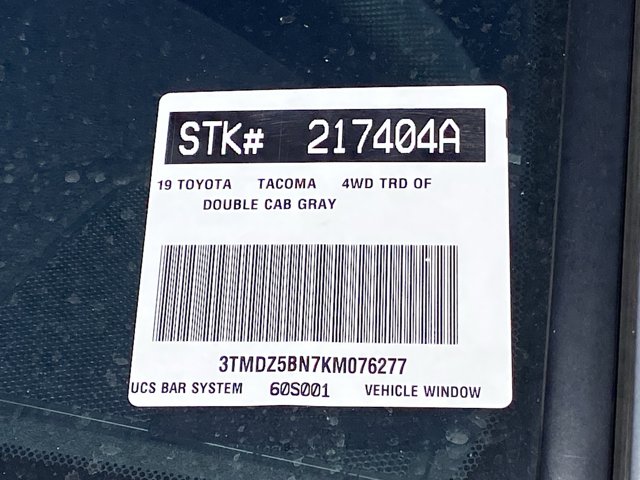 STK# 217404A
19 TOYOTA TACOMA 4WD TRD OF
DOUBLE CAB GRAY
3TMDZ5BN7KM076277
UCS BAR SYSTEM 60S001 VEHICLE WINDOW